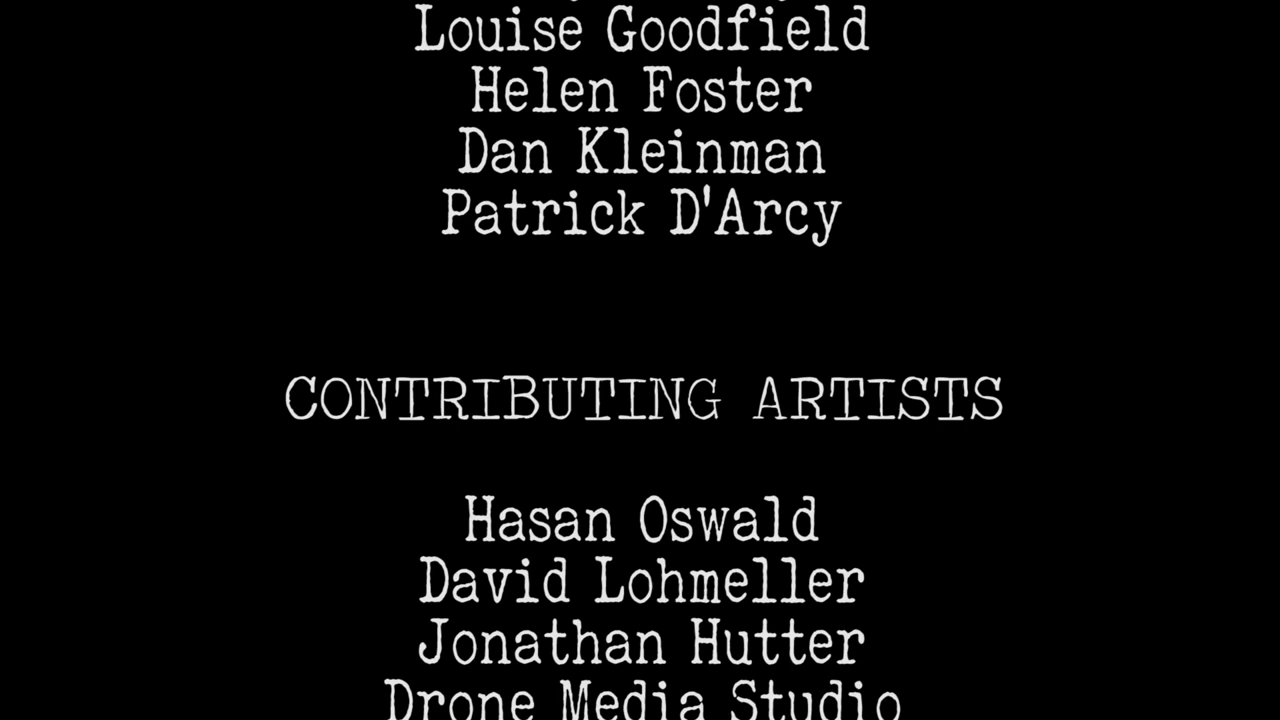 Louise Goodfield
Helen Foster
Dan Kleinman
Patrick D'Arcy
CONTRIBUTING ARTISTS
Hasan Oswald
David Lohmeller
Jonathan Hutter
Drone Media Studio